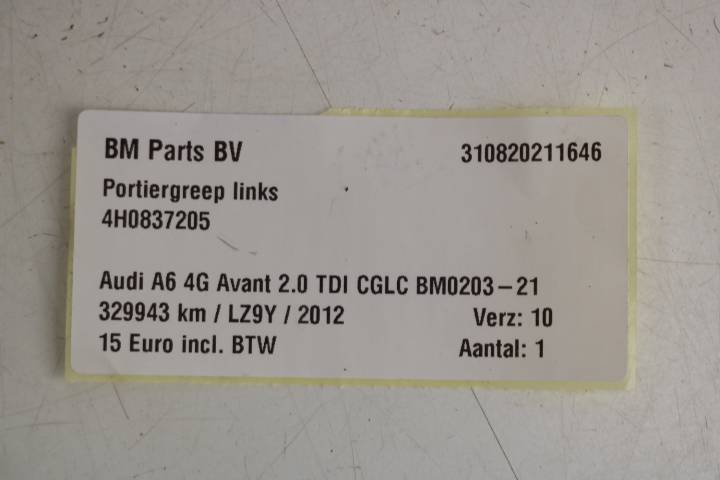 BM Parts BV 310820211646
Portiergreep links
4H0837205
Audi A6 4G Avant 2.0 TDI CGLC BM0203-21
329943 km / LZ9Y / 2012 Verz: 10
15 Euro incl. BTW Aantal: 1